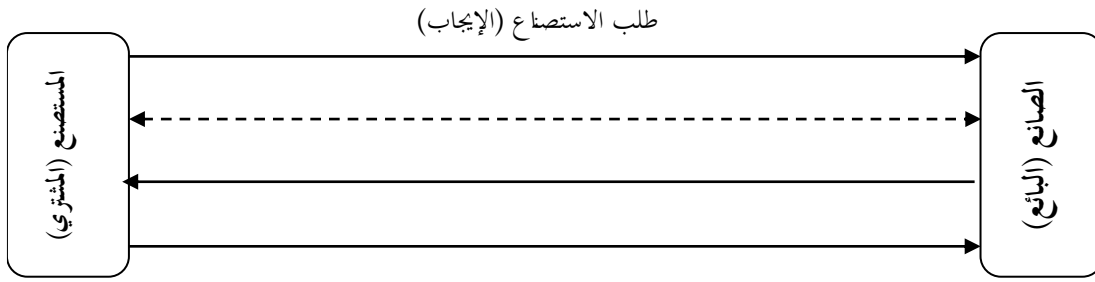 طلب الاستصناع (الإيجاب)
الصانع (البائع)
المستصنع (المشتري)